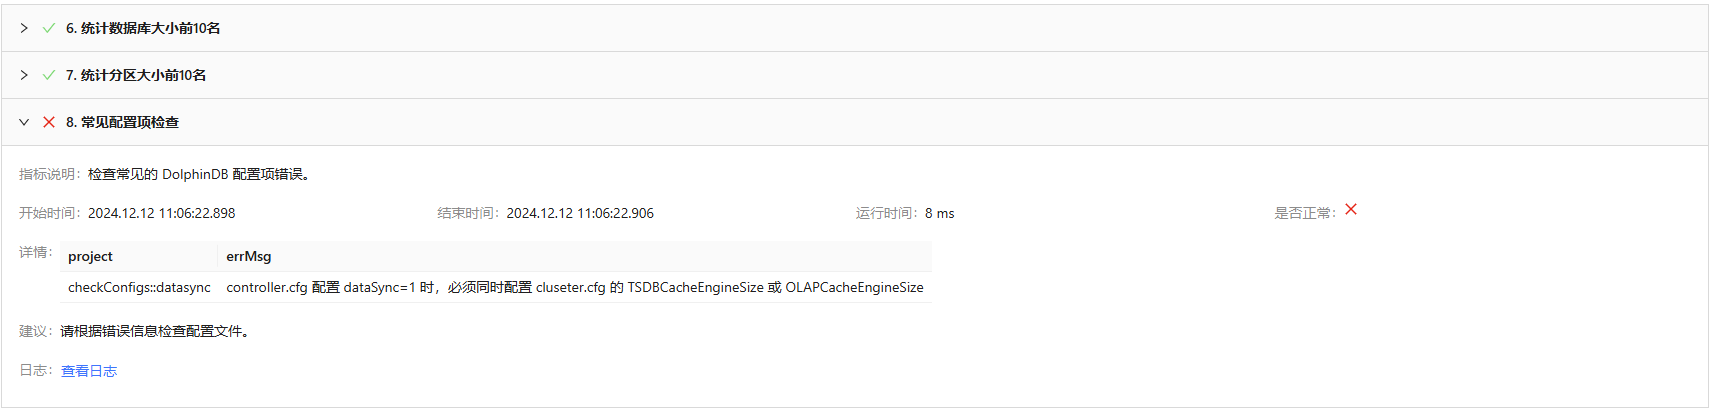 6. 统计数据库大小前10名
7. 统计分区大小前10名
8. 常见配置项检查
指标说明：检查常见的 DolphinDB 配置项错误。
开始时间：2024.12.12 11:06:22.898 结束时间：2024.12.12 11:06:22.906 运行时间：8 ms 是否正常：
详情： project errMsg
checkConfigs::datasync controller.cfg 配置 dataSync=1 时，必须同时配置 cluseter.cfg 的 TSDBCacheEngineSize 或 OLAPCacheEngineSize
建议：请根据错误信息检查配置文件。
日志：查看日志